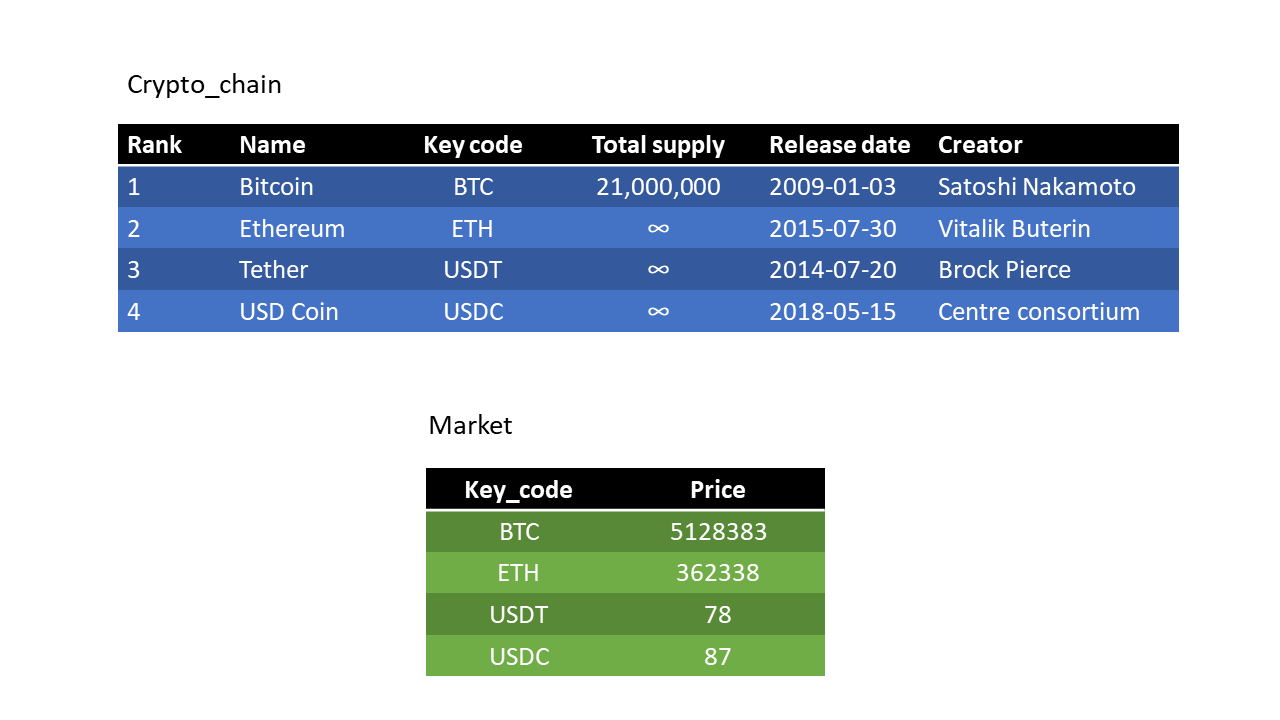 Crypto_chain
Rank Name Key code Total supply Release date Creator
1 Bitcoin BTC 21,000,000 2009-01-03 Satoshi Nakamoto
2 Ethereum ETH ∞ 2015-07-30 Vitalik Buterin
3 Tether USDT ∞ 2014-07-20 Brock Pierce
4 USD Coin USDC ∞ 2018-05-15 Centre consortium
Market
Key_code Price
BTC 5128383
ETH 362338
USDT 78
USDC 87